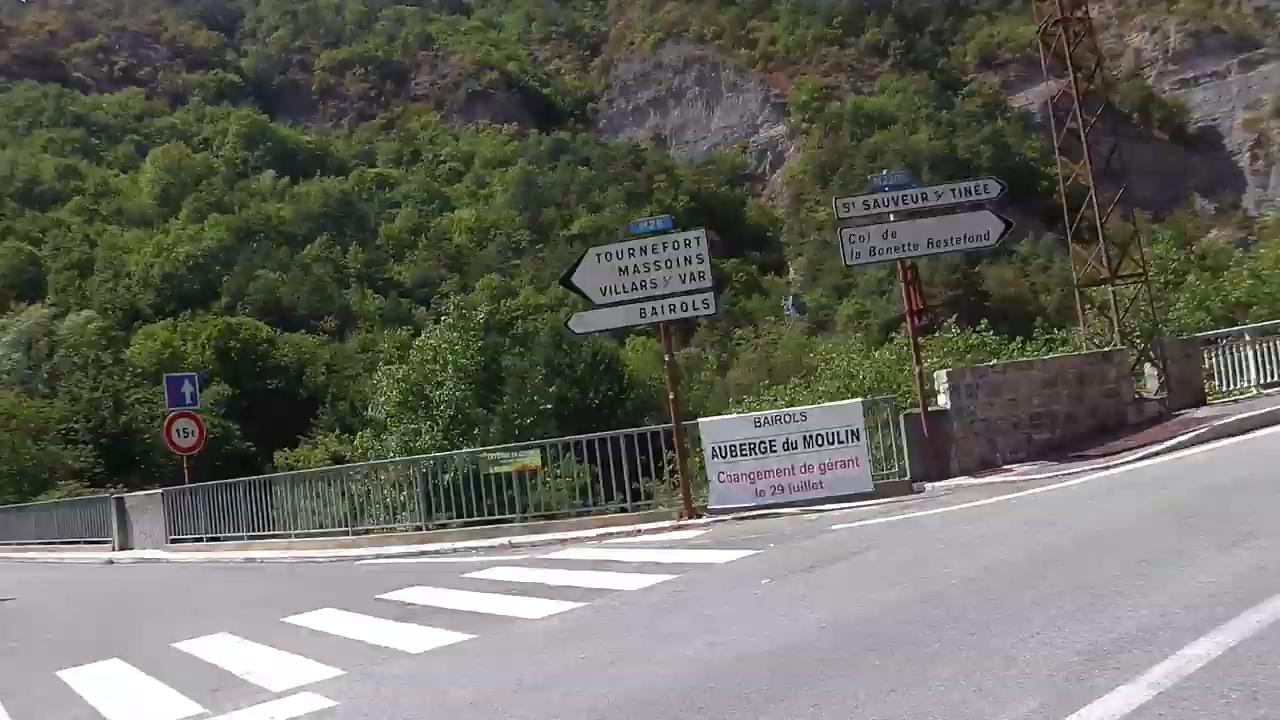 M26
TOURNEFORT
MASSOINS
VILLARS S/ VAR
BAIROLS
St SAUVEUR S/ TINÉE
Col de
la Bonette Restefond
15t
BAIROLS
AUBERGE du MOULIN
Changement de gérant
le 29 juillet